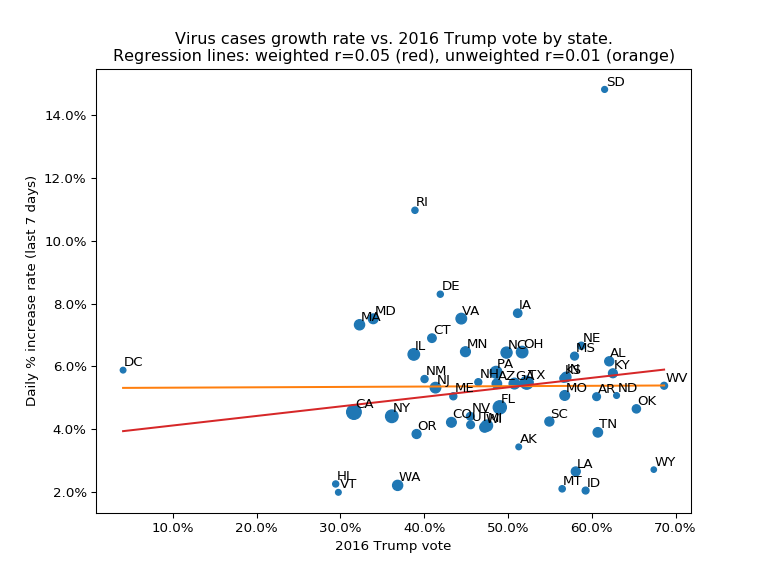 Virus cases growth rate vs. 2016 Trump vote by state.
Regression lines: weighted r=0.05 (red), unweighted r=0.01 (orange)
Daily % increase rate (last 7 days)
14.0%
12.0%
10.0%
8.0%
6.0%
4.0%
2.0%
SD
RI
DE
IA
MA MD
VA
CT
NE
IL
MN
NC OH
MS
AL
DC
PA
KY
NM
NH
AZ GA TX
IN
KS
WV
NJ
ME
MO
AR ND
CA
NY
FL
OK
CO
NV
UT
WI
MI
SC
OR
TN
AK
HI
VT
WA
LA
WY
MT
ID
10.0% 20.0% 30.0% 40.0% 50.0% 60.0% 70.0%
2016 Trump vote